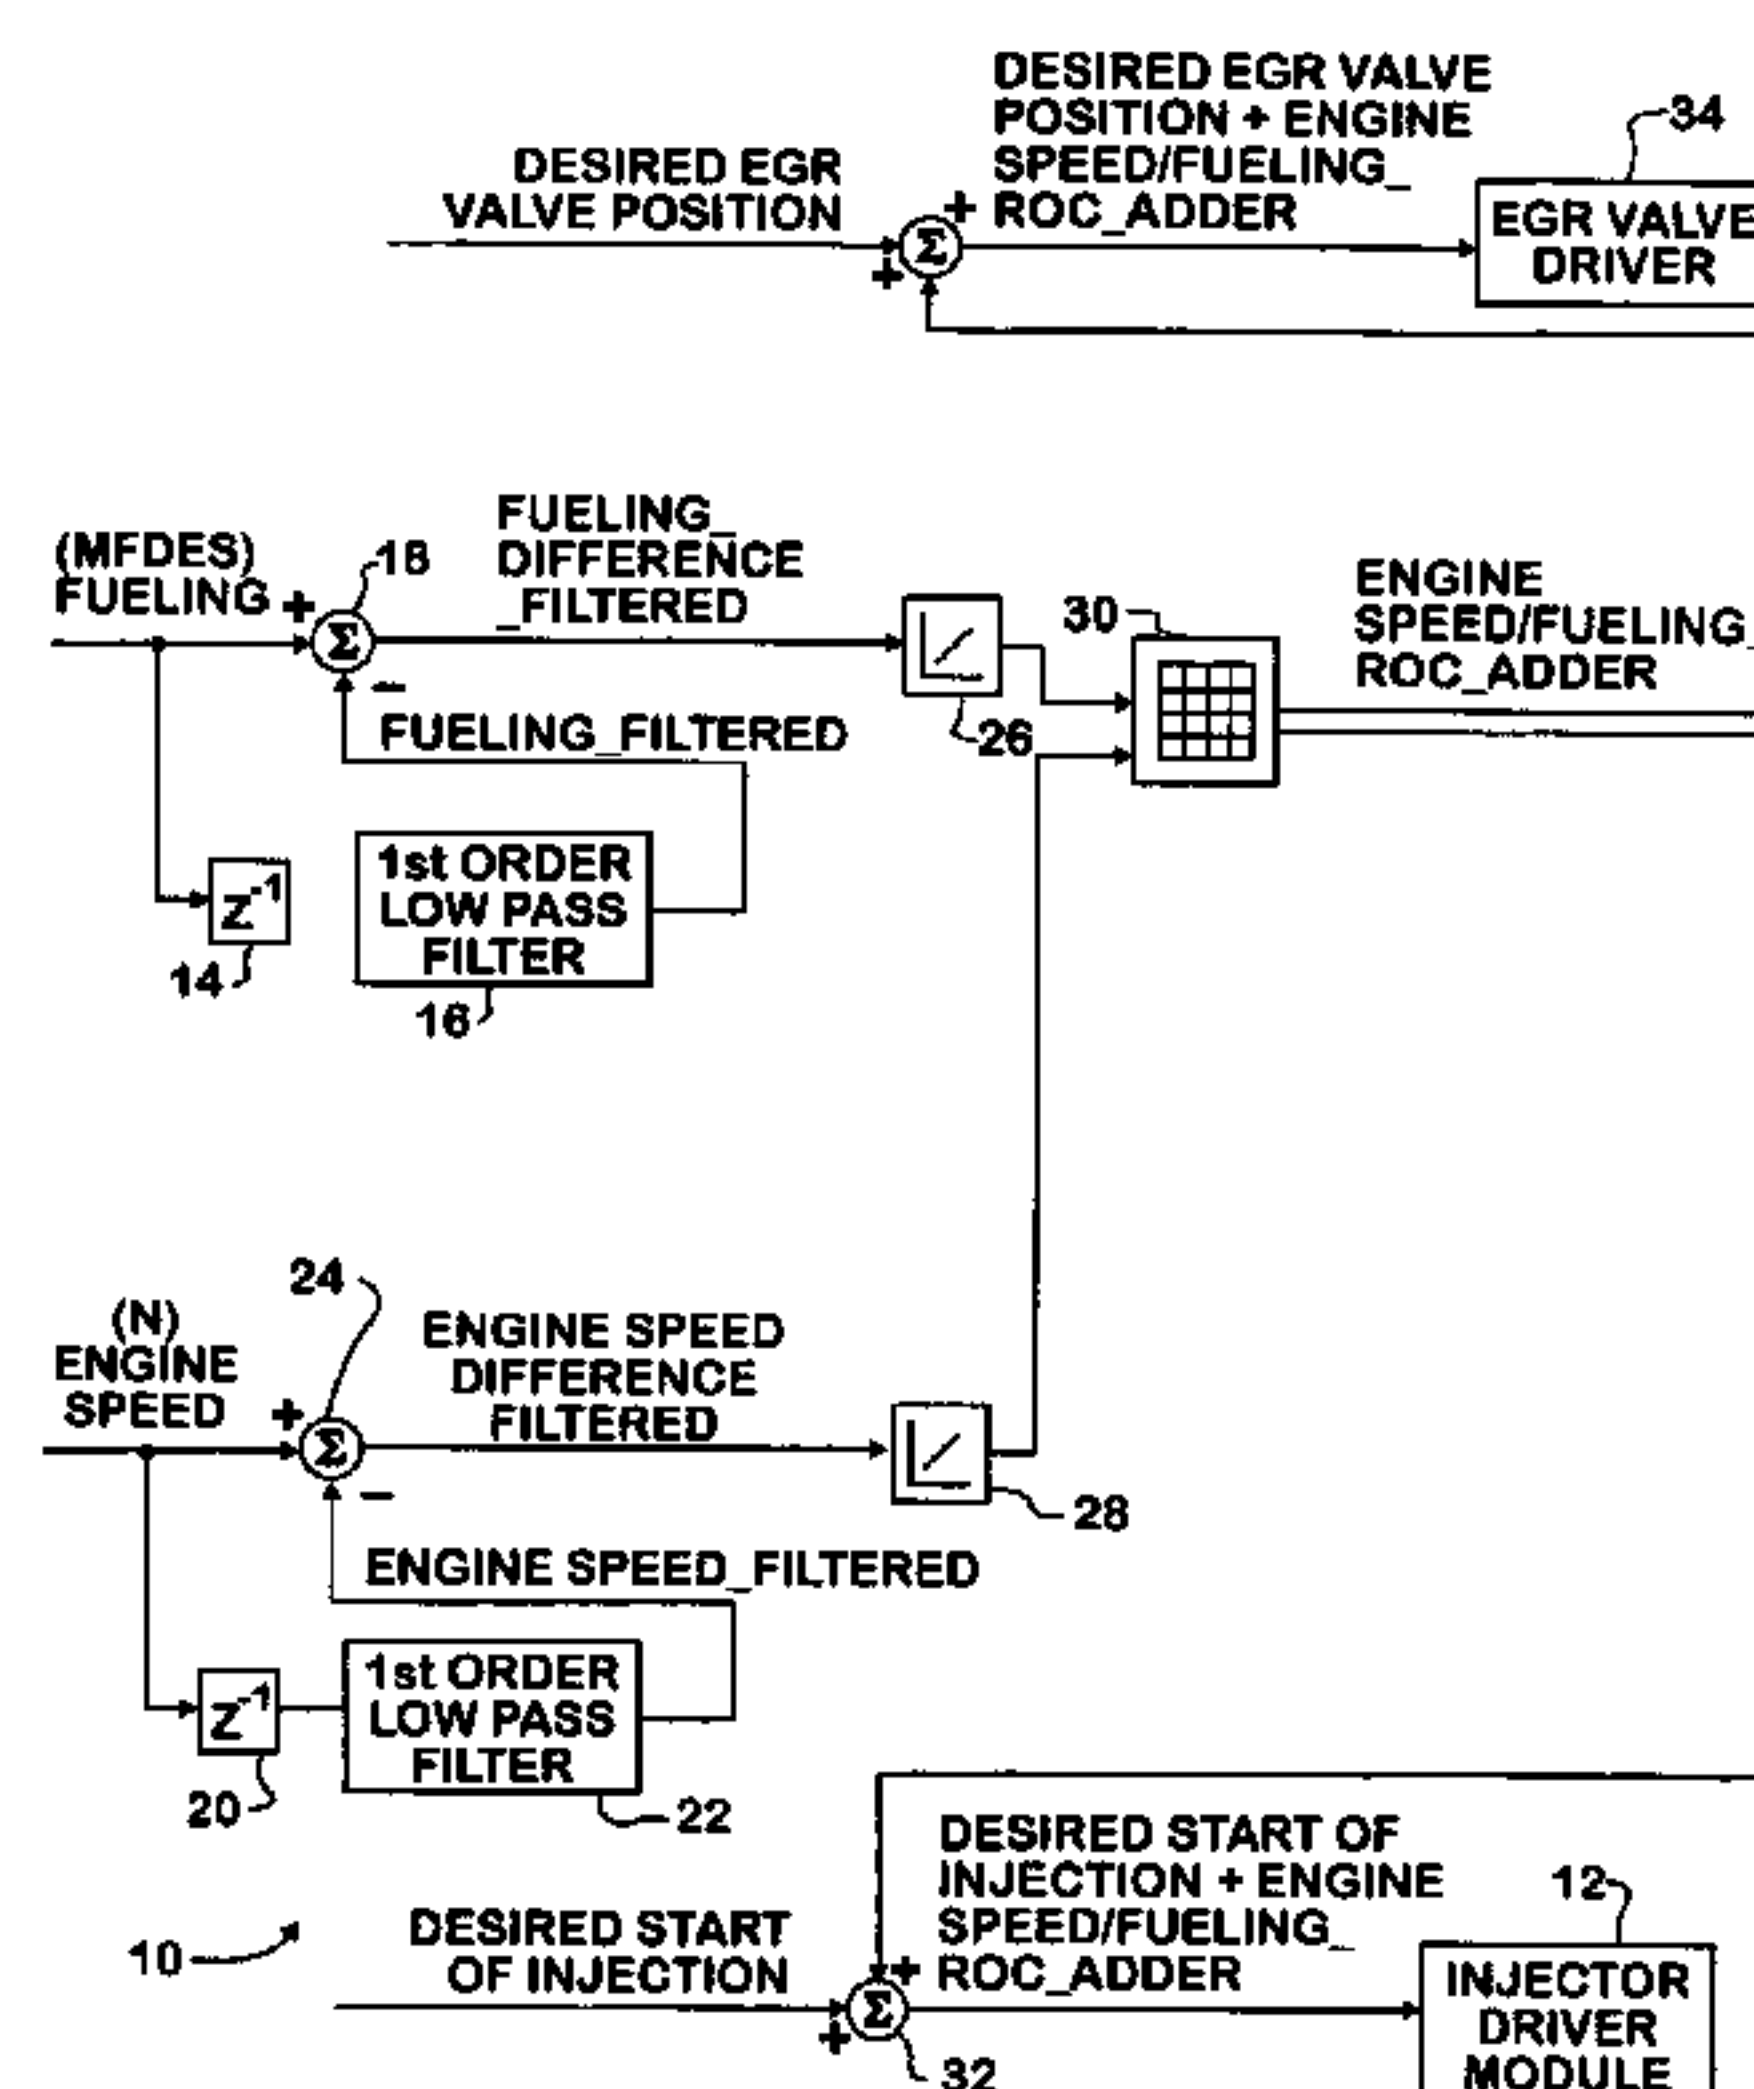 DESIRED EGR VALVE
POSITION + ENGINE
SPEED/FUELING_
ROC_ADDER
34
DESIRED EGR
VALVE POSITION
+
Σ
+
EGR VALVE
DRIVER
(MFDES)
FUELING
+
18
Σ
−
FUELING_
DIFFERENCE
_FILTERED
FUELING_FILTERED
26
30
ENGINE
SPEED/FUELING_
ROC_ADDER
Z-1
14
1st ORDER
LOW PASS
FILTER
16
24
(N)
ENGINE
SPEED
+
Σ
−
ENGINE SPEED
DIFFERENCE
FILTERED
28
ENGINE SPEED_FILTERED
Z-1
20
1st ORDER
LOW PASS
FILTER
22
10
DESIRED START
OF INJECTION
+
Σ
+
32
DESIRED START OF
INJECTION + ENGINE
SPEED/FUELING_
ROC_ADDER
12
INJECTOR
DRIVER
MODULE